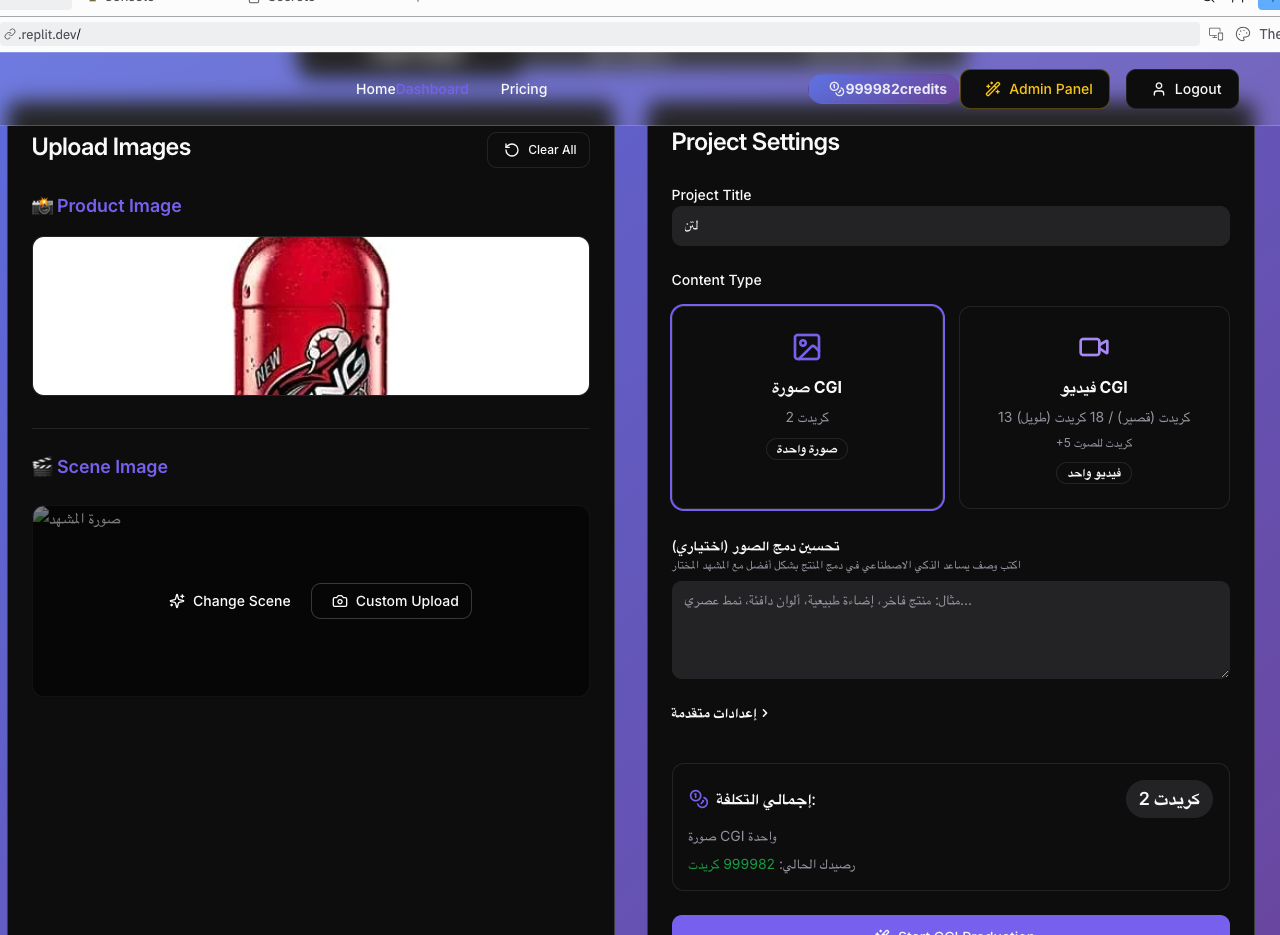 .replit.dev/
The
Home
Dashboard
Pricing
999982credits
Admin Panel
Logout
Upload Images
Clear All
Product Image
NEW
Scene Image
صورة المشهد
Change Scene
Custom Upload
Project Settings
Project Title
لتن
Content Type
صورة CGI
2 كريدت
صورة واحدة
فيديو CGI
13 كريدت (قصير) / 18 كريدت (طويل)
+5 كريدت للصوت
فيديو واحد
تحسين دمج الصور (اختياري)
اكتب وصف يساعد الذكي الاصطناعي في دمج المنتج بشكل أفضل مع المشهد المختار
مثال: منتج فاخر، إضاءة طبيعية، ألوان دافئة، نمط عصري...
إعدادات متقدمة
إجمالي التكلفة:
2 كريدت
صورة CGI واحدة
رصيدك الحالي: 999982 كريدت
Start CGI Production